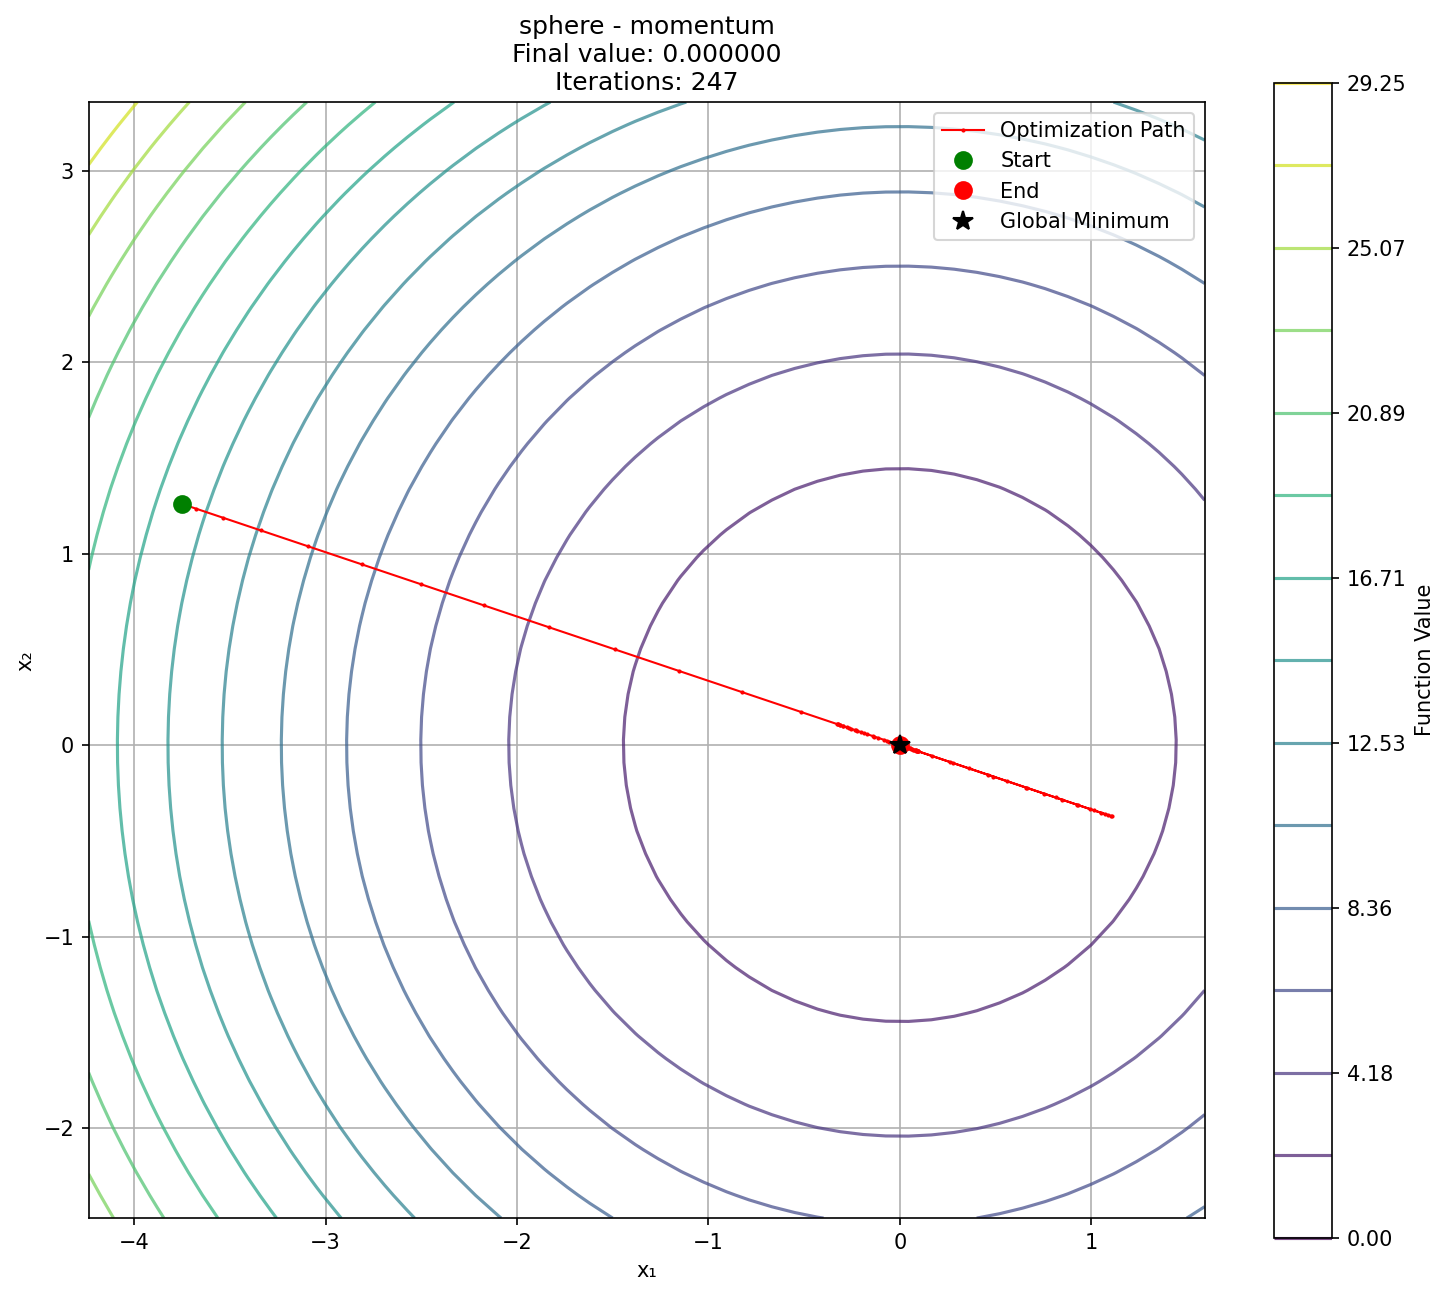 sphere - momentum
Final value: 0.000000
Iterations: 247
Optimization Path
Start
End
Global Minimum
3
2
1
0
−1
−2
x₂
−4
−3
−2
−1
0
1
x₁
29.25
25.07
20.89
16.71
12.53
8.36
4.18
0.00
Function Value